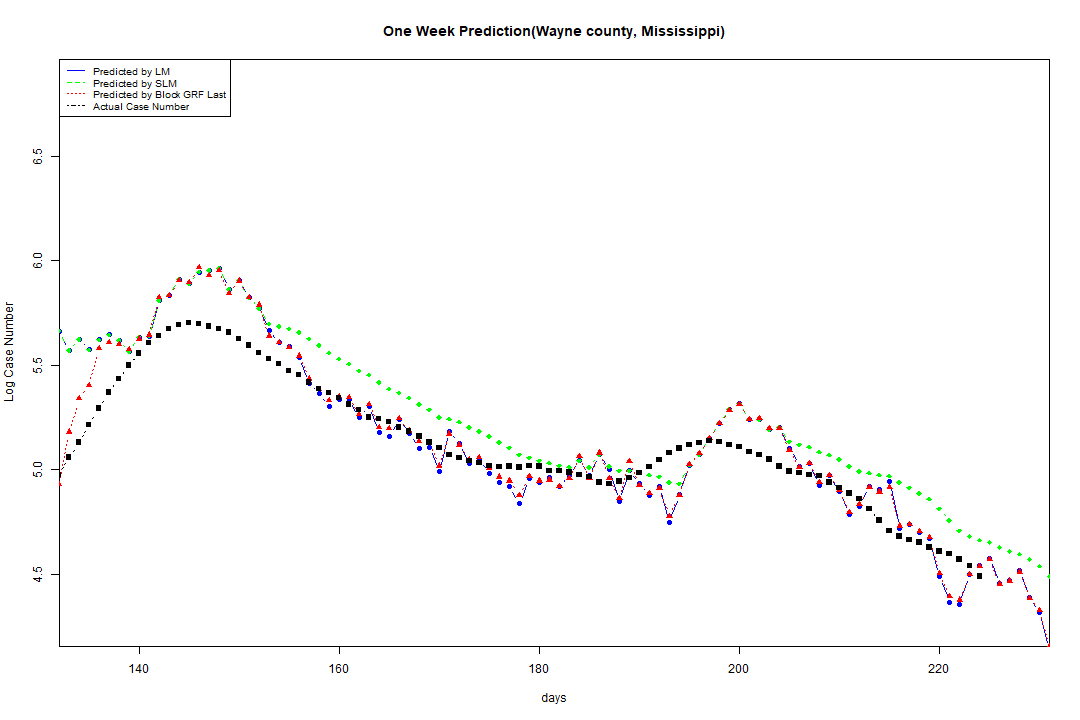 One Week Prediction(Wayne county, Mississippi)
Predicted by LM
Predicted by SLM
Predicted by Block GRF Last
Actual Case Number
6.5
6.0
5.5
5.0
4.5
Log Case Number
140 160 180 200 220
days